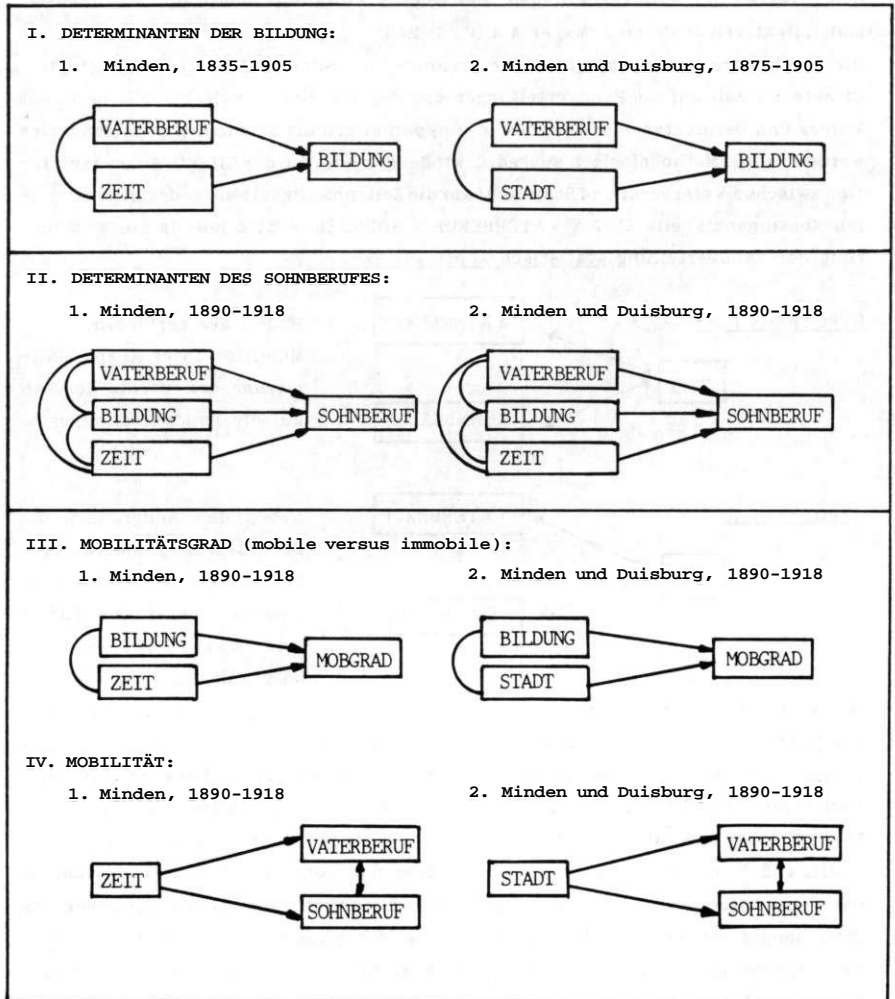 I. DETERMINANTEN DER BILDUNG:
1. Minden, 1835-1905
2. Minden und Duisburg, 1875-1905
VATERBERUF
ZEIT
BILDUNG
VATERBERUF
STADT
BILDUNG
II. DETERMINANTEN DES SOHNBERUFES:
1. Minden, 1890-1918
2. Minden und Duisburg, 1890-1918
VATERBERUF
BILDUNG
ZEIT
SOHNBERUF
VATERBERUF
BILDUNG
ZEIT
SOHNBERUF
III. MOBILITÄTSGRAD (mobile versus immobile):
1. Minden, 1890-1918
2. Minden und Duisburg, 1890-1918
BILDUNG
ZEIT
MOBGRAD
BILDUNG
STADT
MOBGRAD
IV. MOBILITÄT:
1. Minden, 1890-1918
2. Minden und Duisburg, 1890-1918
ZEIT
VATERBERUF
SOHNBERUF
STADT
VATERBERUF
SOHNBERUF